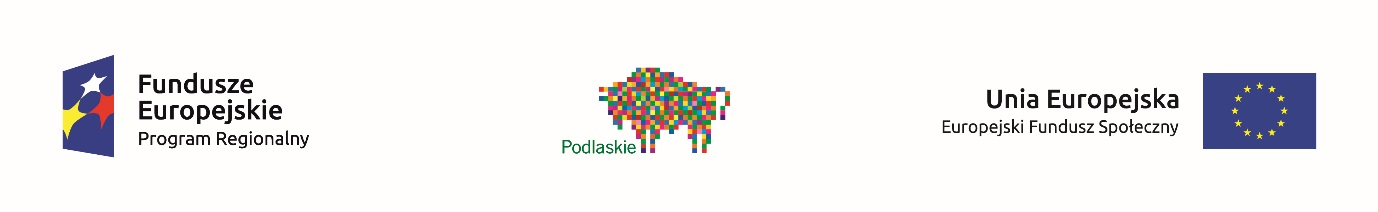 Fundusze
Europejskie
Program Regionalny
Podlaskie
Unia Europejska
Europejski Fundusz Społeczny